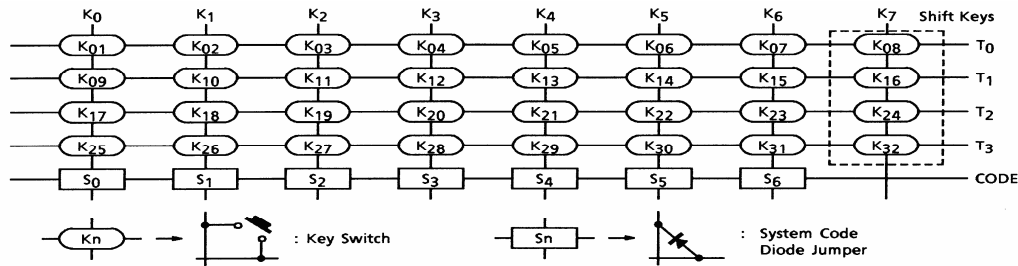 K0 K1 K2 K3 K4 K5 K6 K7 Shift Keys
K01 K02 K03 K04 K05 K06 K07 K08 T0
K09 K10 K11 K12 K13 K14 K15 K16 T1
K17 K18 K19 K20 K21 K22 K23 K24 T2
K25 K26 K27 K28 K29 K30 K31 K32 T3
S0 S1 S2 S3 S4 S5 S6 CODE
Kn : Key Switch Sn : System Code
Diode Jumper